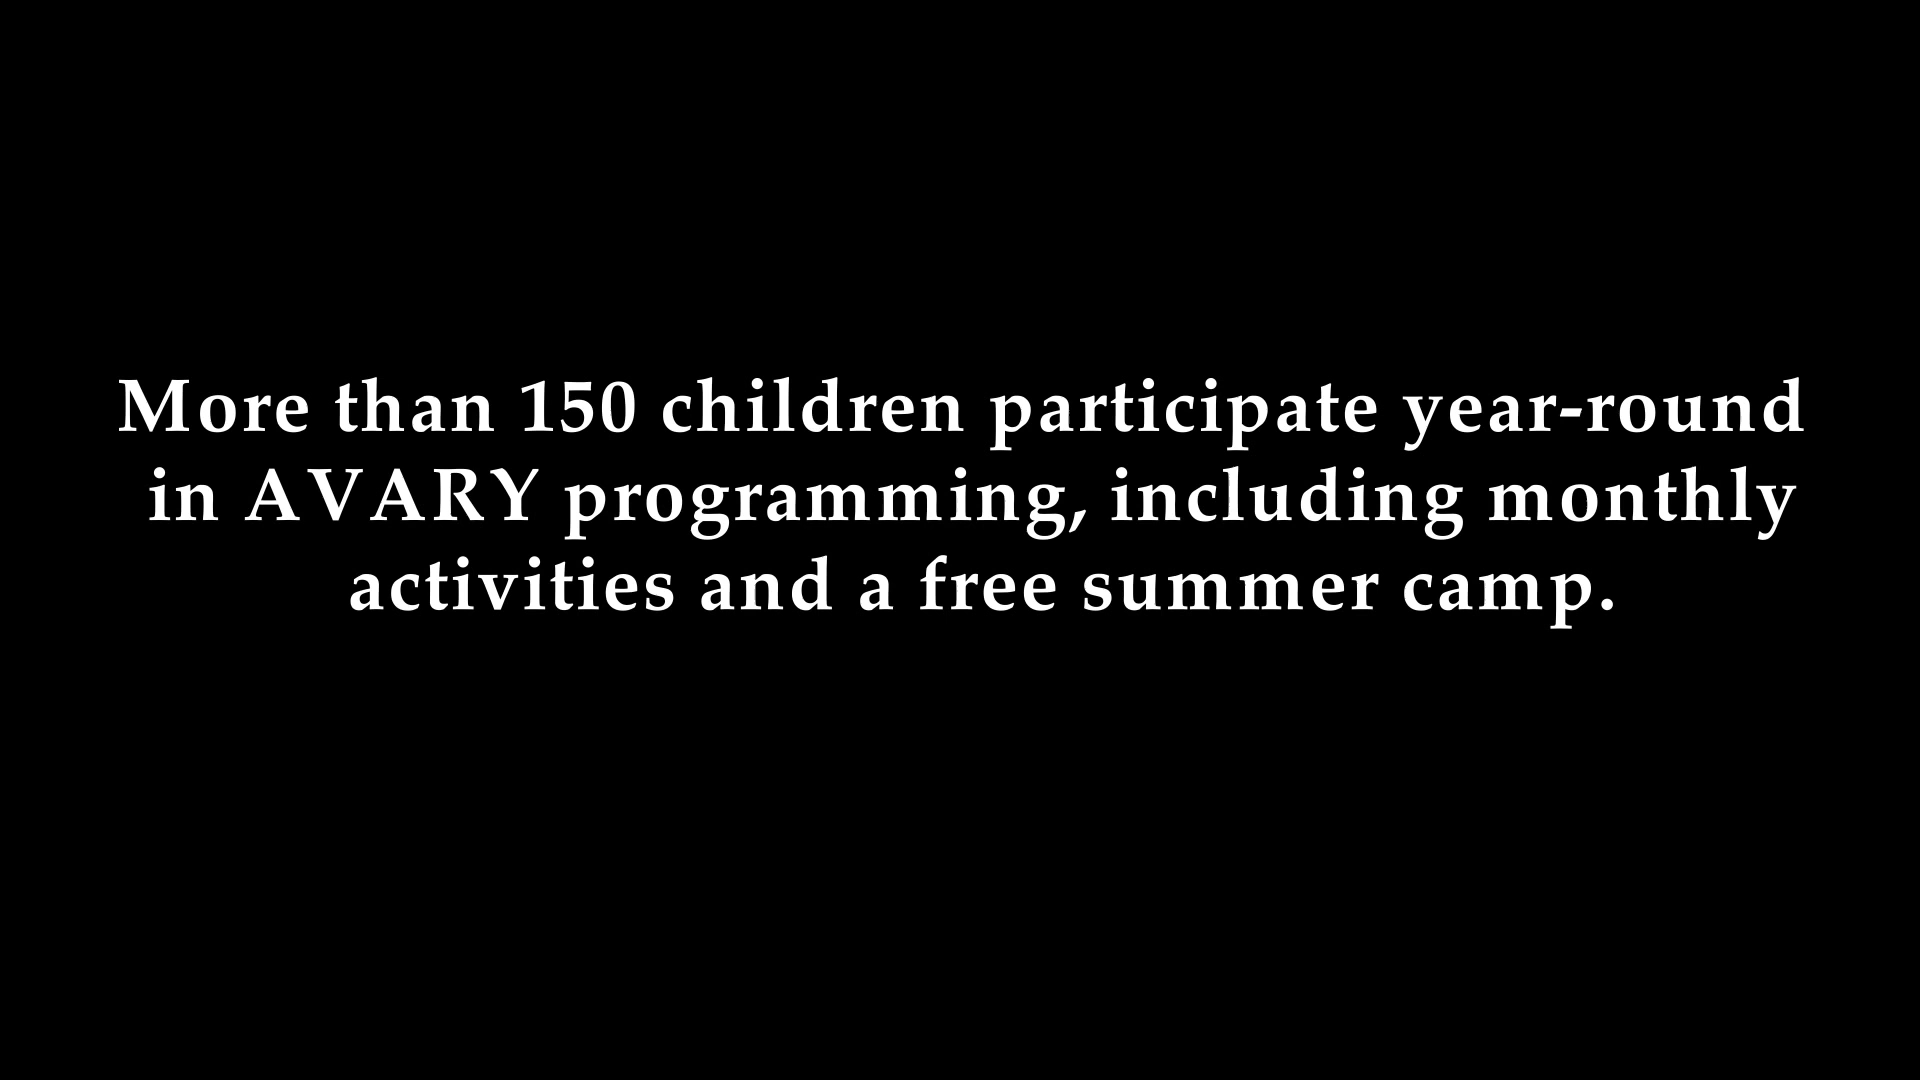 More than 150 children participate year-round
in AVARY programming, including monthly
activities and a free summer camp.